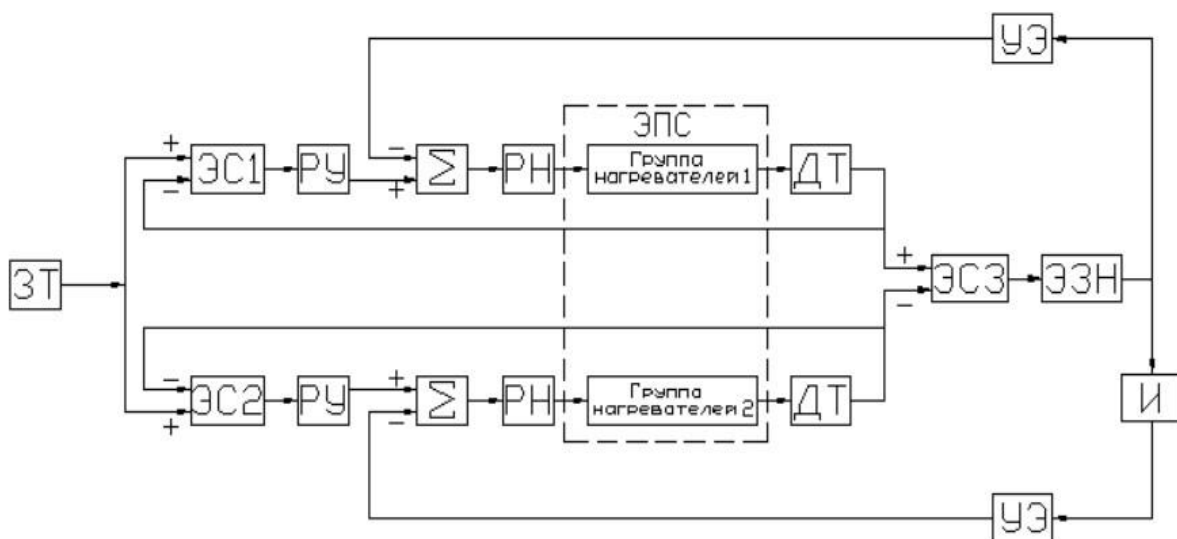 УЭ
ЭПС
+
-
ЭС1
РУ
-
+
Σ
РН
Группа
нагревателей 1
ДТ
ЗТ
+
-
ЭС3
ЭЗН
-
+
ЭС2
РУ
+
-
Σ
РН
Группа
нагревателей 2
ДТ
И
УЭ